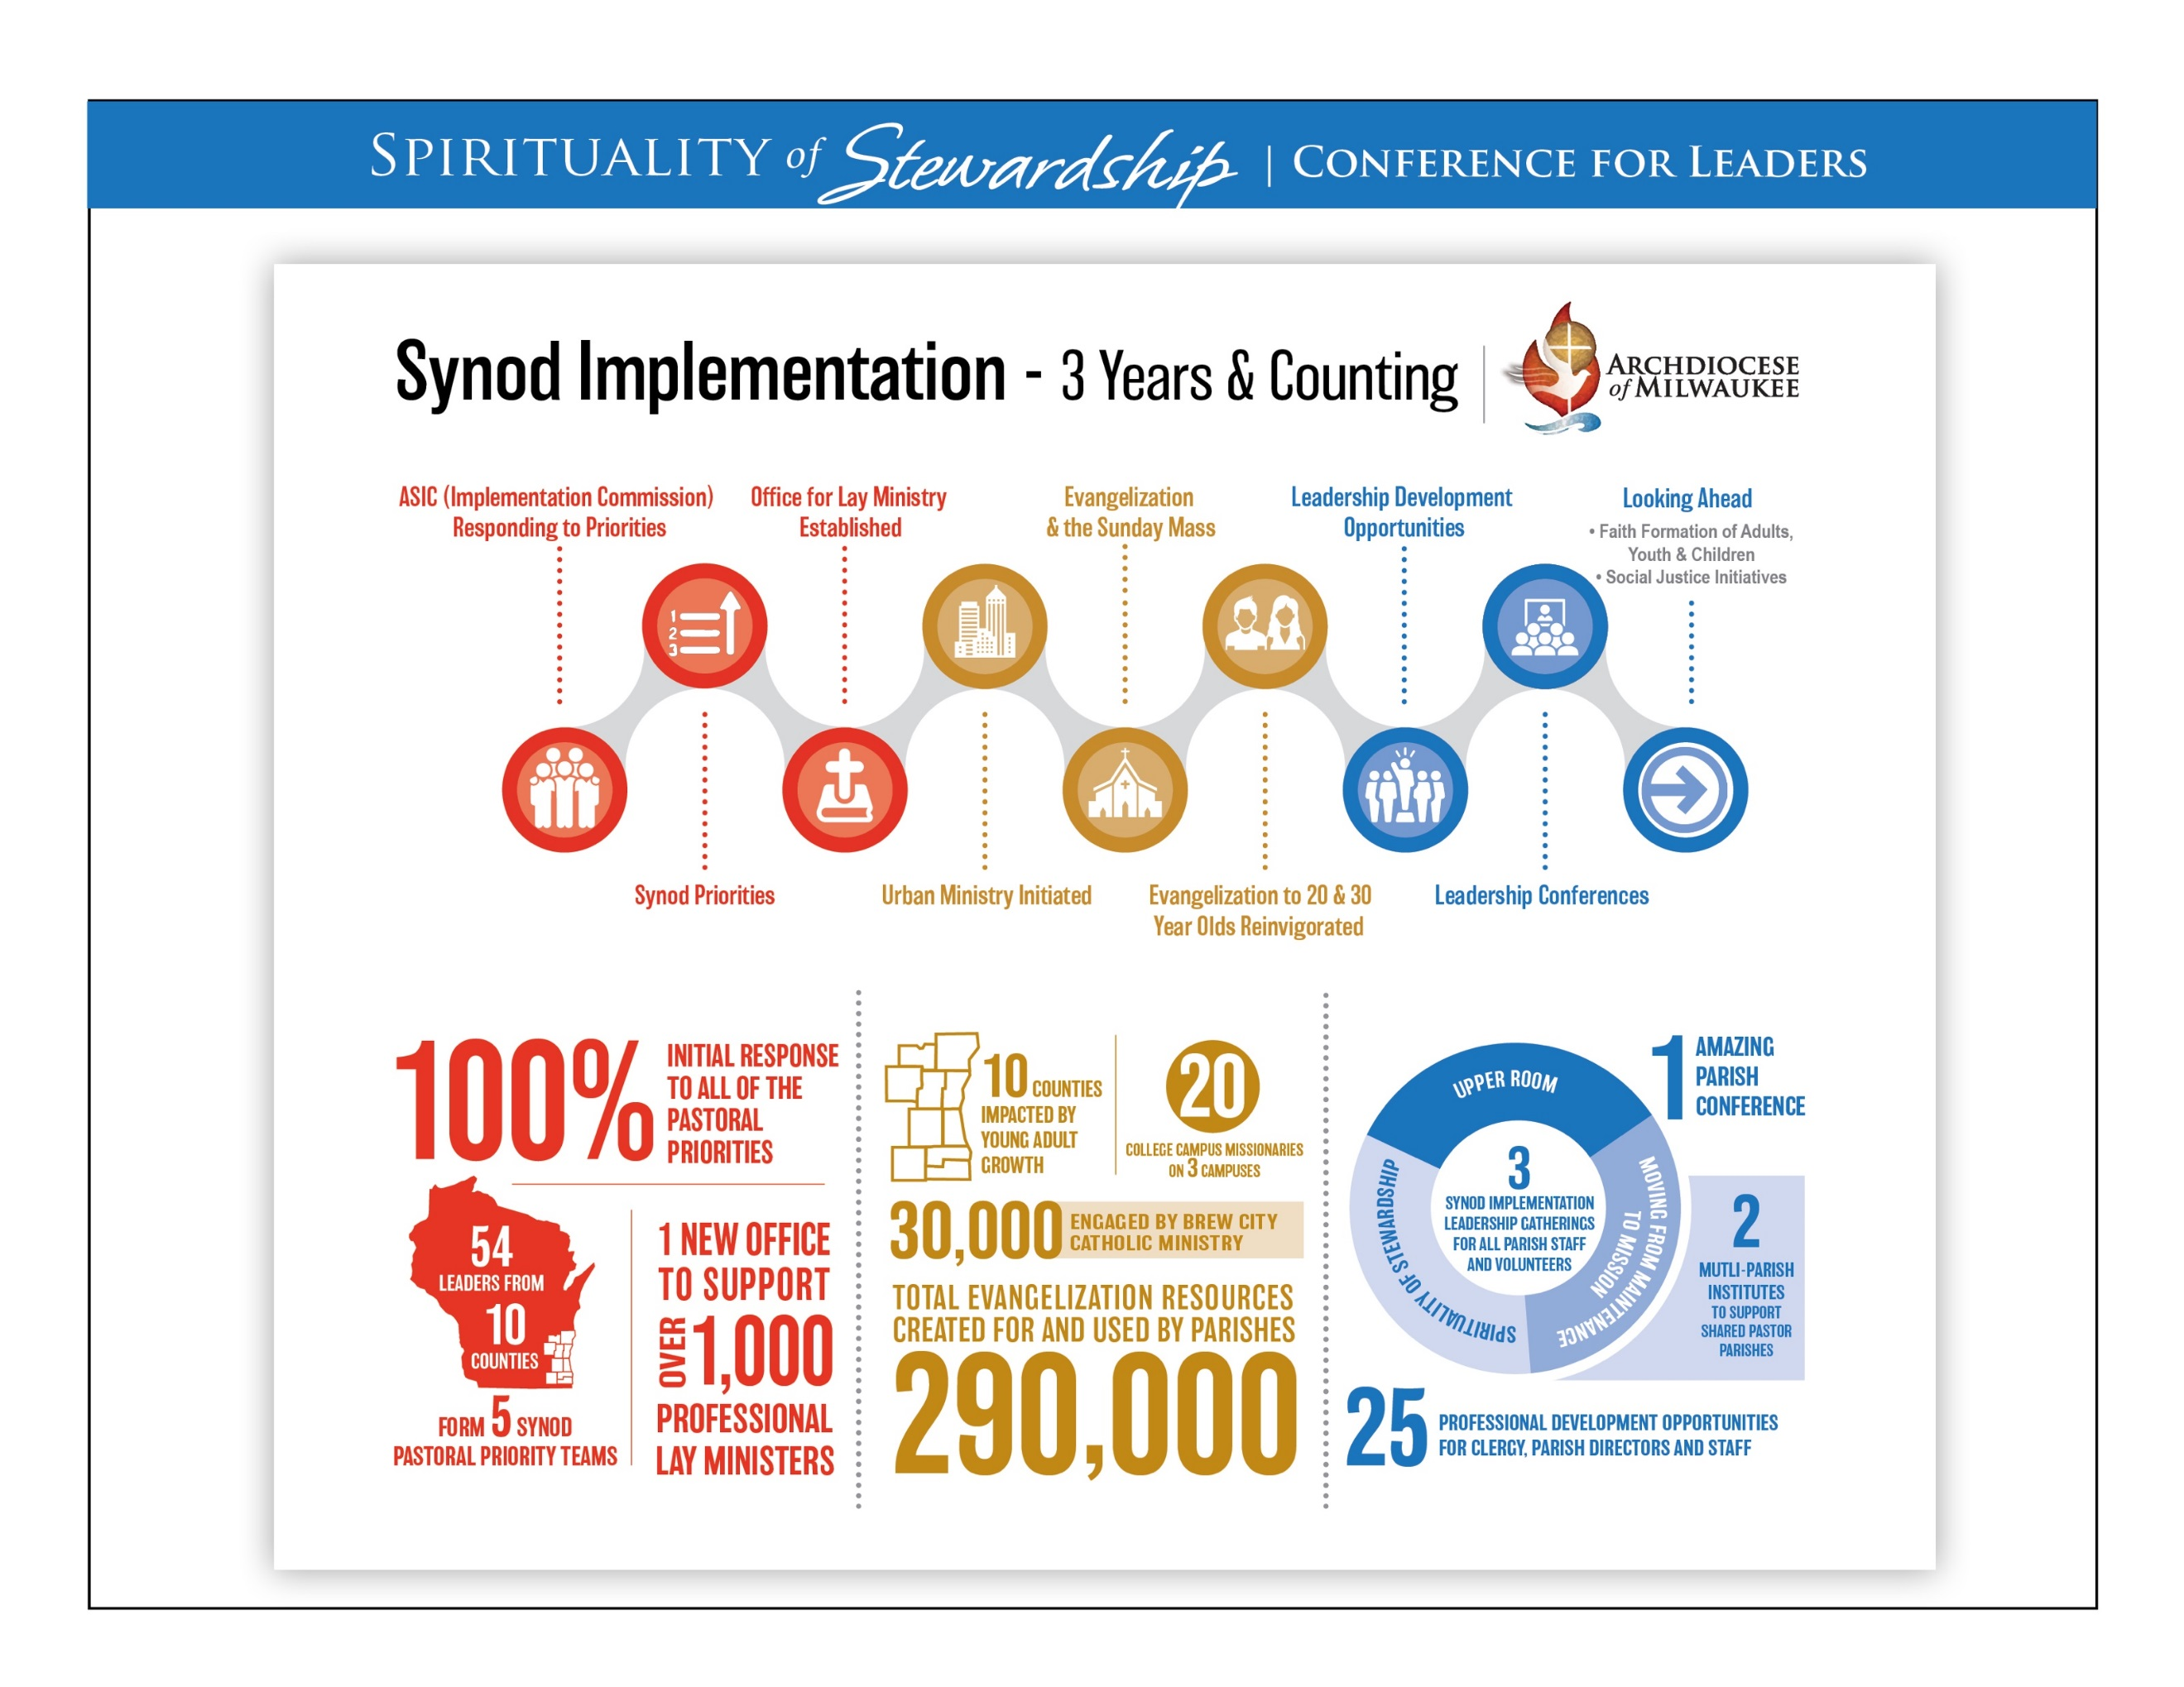 SPIRITUALITY of Stewardship | CONFERENCE FOR LEADERS
Synod Implementation - 3 Years & Counting
ARCHDIOCESE
of MILWAUKEE
ASIC (Implementation Commission)
Responding to Priorities
Office for Lay Ministry
Established
Evangelization
& the Sunday Mass
Leadership Development
Opportunities
Looking Ahead
• Faith Formation of Adults,
Youth & Children
• Social Justice Initiatives
1
2
3
Synod Priorities
Urban Ministry Initiated
Evangelization to 20 & 30
Year Olds Reinvigorated
Leadership Conferences
100%
INITIAL RESPONSE
TO ALL OF THE
PASTORAL
PRIORITIES
54
LEADERS FROM
10
COUNTIES
FORM 5 SYNOD
PASTORAL PRIORITY TEAMS
1 NEW OFFICE
TO SUPPORT
OVER 1,000
PROFESSIONAL
LAY MINISTERS
10 COUNTIES
IMPACTED BY
YOUNG ADULT
GROWTH
20
COLLEGE CAMPUS MISSIONARIES
ON 3 CAMPUSES
30,000
ENGAGED BY BREW CITY
CATHOLIC MINISTRY
TOTAL EVANGELIZATION RESOURCES
CREATED FOR AND USED BY PARISHES
290,000
UPPER ROOM
MOVING FROM MAINTENANCE
TO MISSION
SPIRITUALITY OF STEWARDSHIP
3
SYNOD IMPLEMENTATION
LEADERSHIP GATHERINGS
FOR ALL PARISH STAFF
AND VOLUNTEERS
1
AMAZING
PARISH
CONFERENCE
2
MUTLI-PARISH
INSTITUTES
TO SUPPORT
SHARED PASTOR
PARISHES
25
PROFESSIONAL DEVELOPMENT OPPORTUNITIES
FOR CLERGY, PARISH DIRECTORS AND STAFF